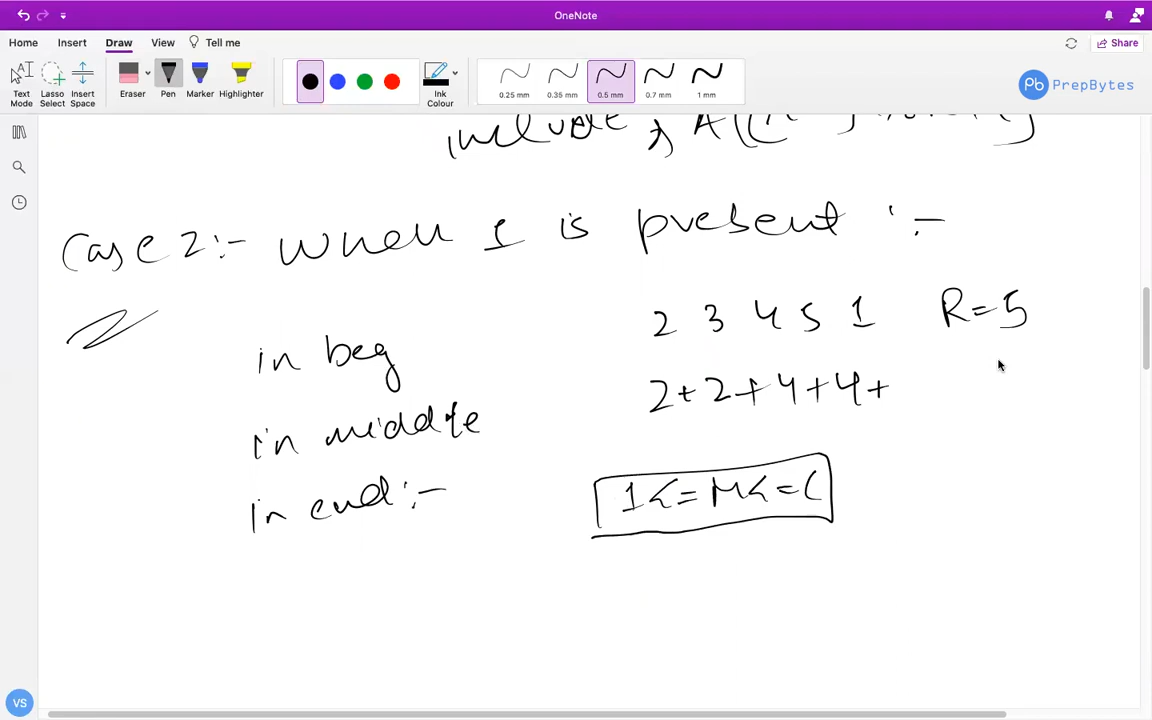 OneNote
Home Insert Draw View Tell me
Share
Text Mode
Lasso Select
Insert Space
Eraser
Pen
Marker
Highlighter
0.25 mm 0.35 mm 0.5 mm 0.7 mm 1 mm
Ink Colour
Pb PrepBytes
include
Case 2:- When 1 is present :-
2 3 4 5 1 R=5
in beg
2+2+4+4+
in middle
1<=M<=C
in end:-
VS